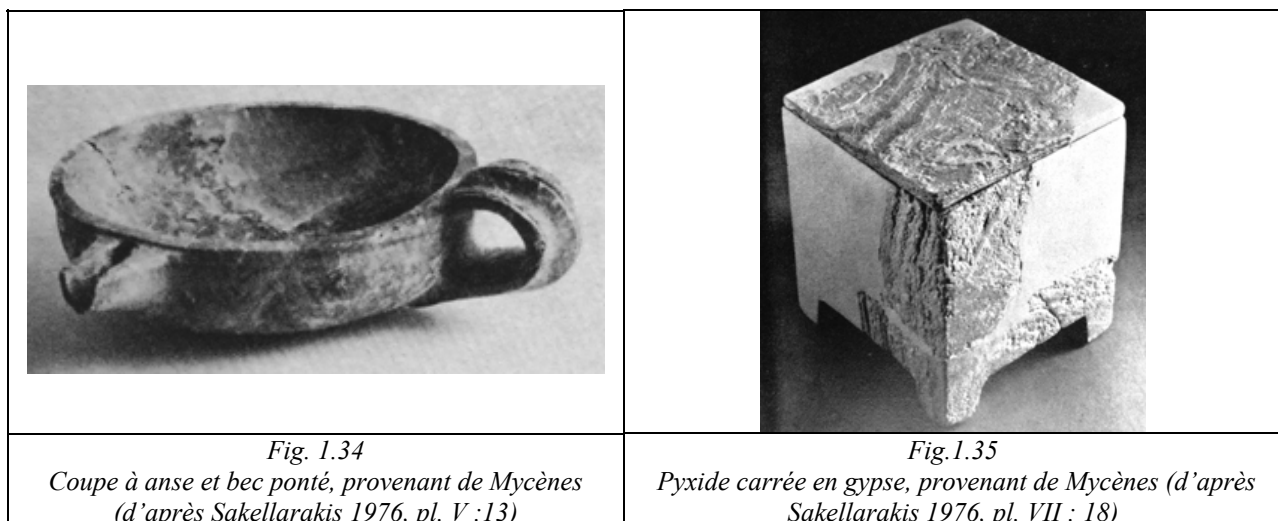 Fig. 1.34
Coupe à anse et bec ponté, provenant de Mycènes
(d’après Sakellarakis 1976, pl. V :13)
Fig.1.35
Pyxide carrée en gypse, provenant de Mycènes (d’après
Sakellarakis 1976, pl. VII : 18)